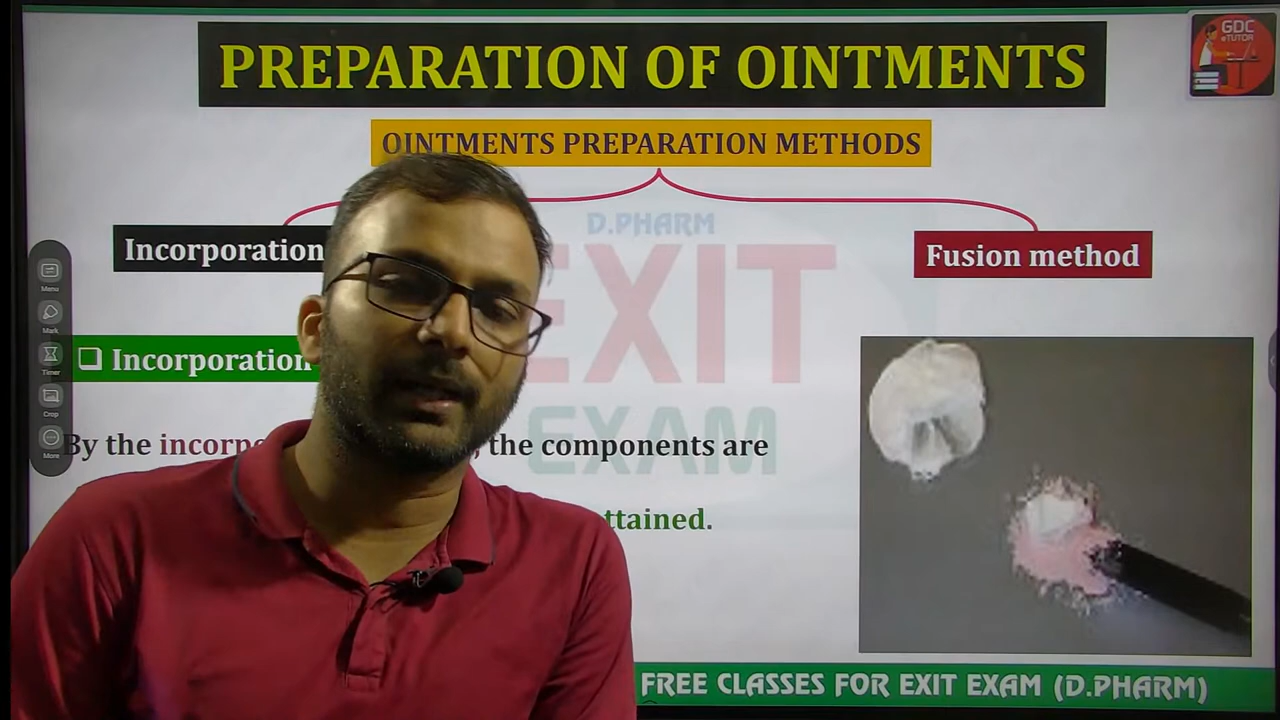 PREPARATION OF OINTMENTS
GDC
eTUTOR
OINTMENTS PREPARATION METHODS
D.PHARM
EXIT
EXAM
Incorporation
Fusion method
Menu
Mark
Timer
Crop
More
❑ Incorporation
By the , the components are
FREE CLASSES FOR EXIT EXAM (D.PHARM)